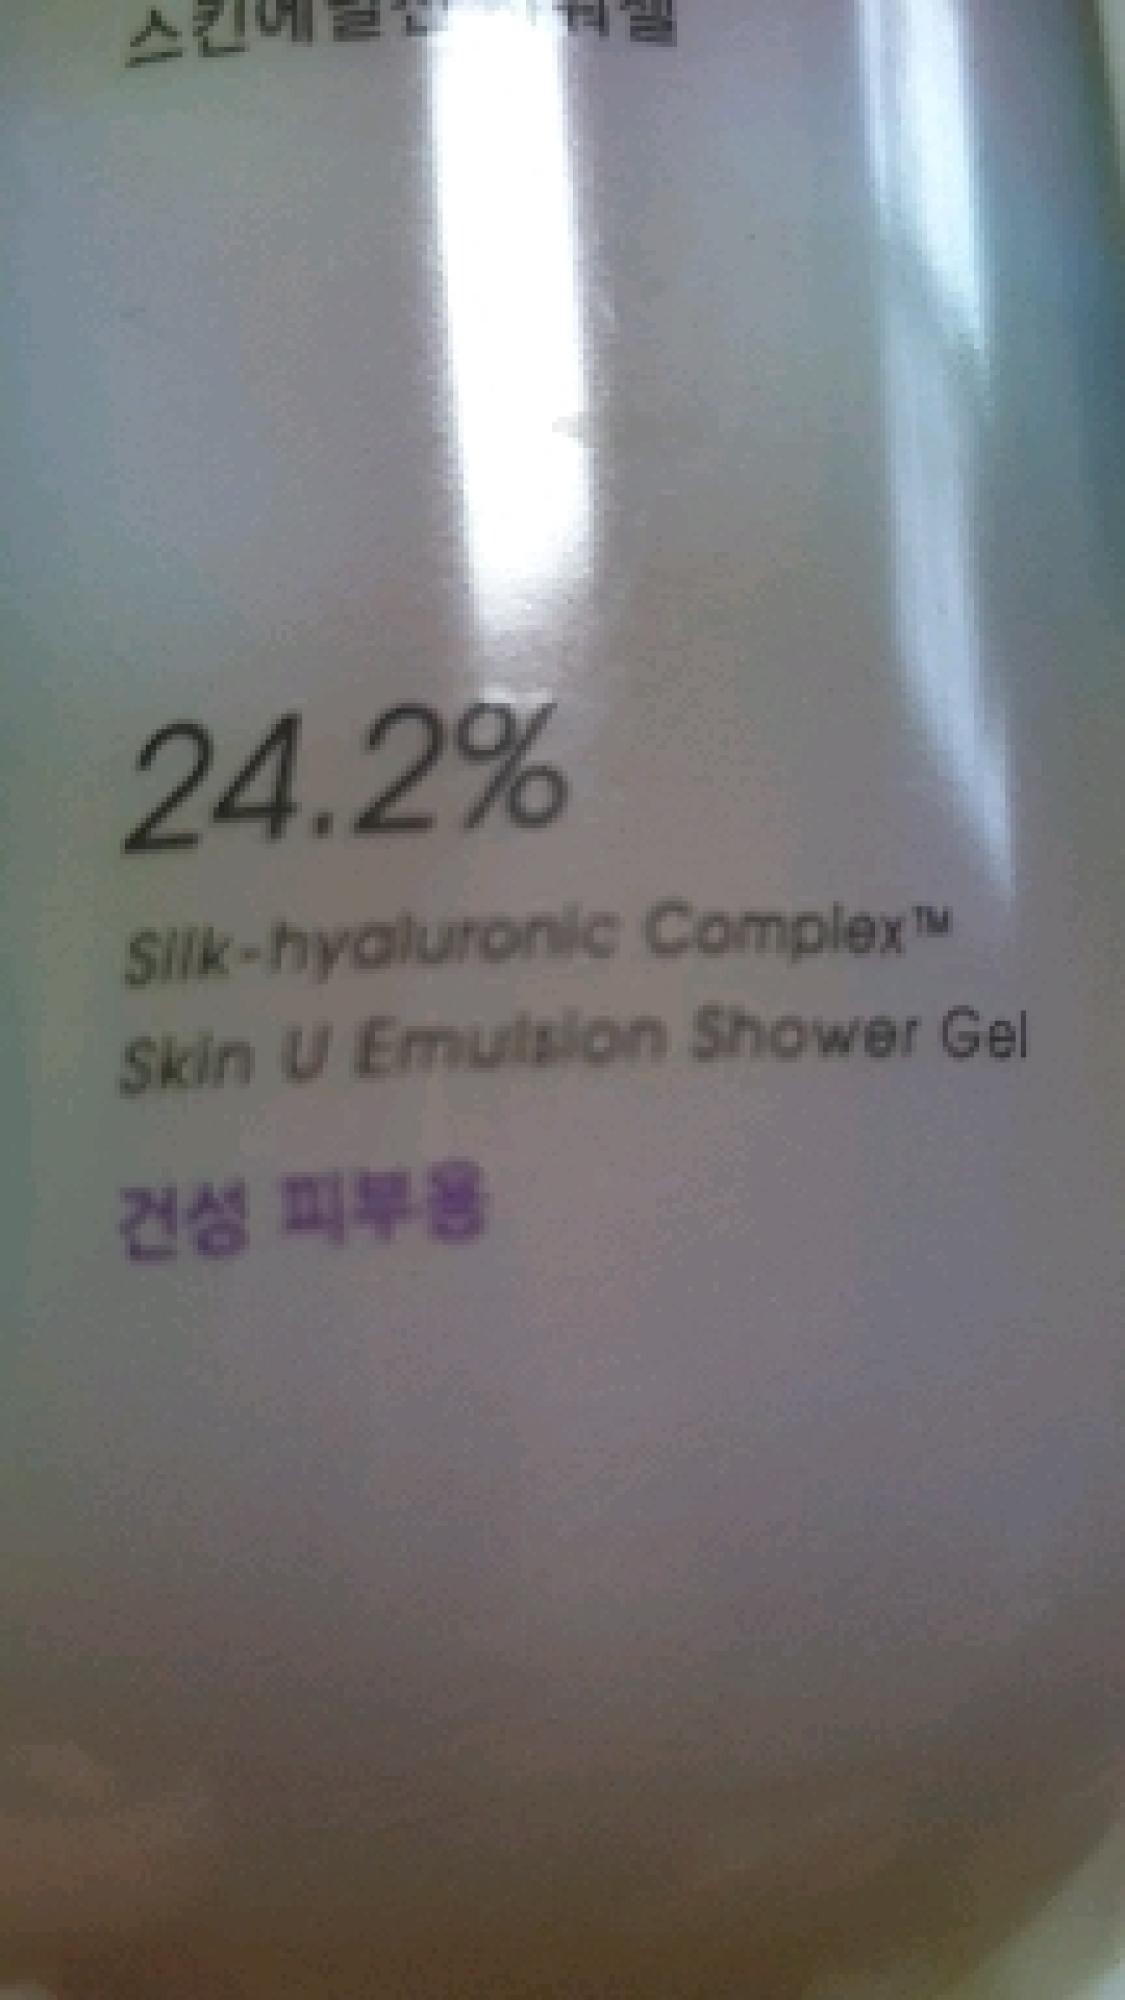 24.2%
Silk-hyaluronic Complex™
Skin U Emulsion Shower Gel
건성 피부용